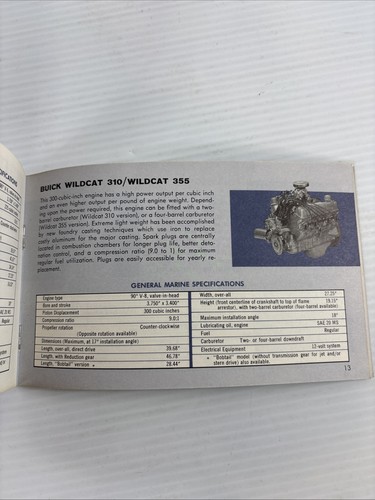 BUICK WILDCAT 310/WILDCAT 355
This 300-cubic-inch engine has a high power output per cubic inch
and an even higher output per pound of engine weight. Depend-
ing upon the power required, this engine can be fitted with a two-
barrel carburetor (Wildcat 310 version), or a four-barrel carburetor
(Wildcat 355 version). Extreme light weight has been accomplished
by new foundry casting techniques which use iron to replace
costly aluminum for the major casting. Spark plugs are centrally
located in combustion chambers for longer plug life, better deto-
nation control, and a compression ratio (9.0 to 1) for maximum
regular fuel utilization. Plugs are easily accessible for yearly re-
placement.
GENERAL MARINE SPECIFICATIONS
Engine type 90° V-8, valve-in-head
Bore and stroke 3.750" x 3.400"
Piston Displacement 300 cubic inches
Compression ratio 9.0:1
Propeller rotation Counter-clockwise
(Opposite rotation available)
Dimensions (Maximum, at 17° installation angle)
Length, over-all, direct drive 39.68"
Length, with Reduction gear 46.78"
Length, "Bobtail" version * 28.44"
Width, over-all 27.25"
Height (front centerline of crankshaft to top of flame
arrestor), with two-barrel carburetor (four-barrel available) 19.15"
Maximum installation angle 18°
Lubricating oil, engine SAE 20 MS
Fuel Regular
Carburetor Two- or four-barrel downdraft
Electrical Equipment 12-volt system
* "Bobtail" model (without transmission gear for jet and/or
stern drive) also available.
13